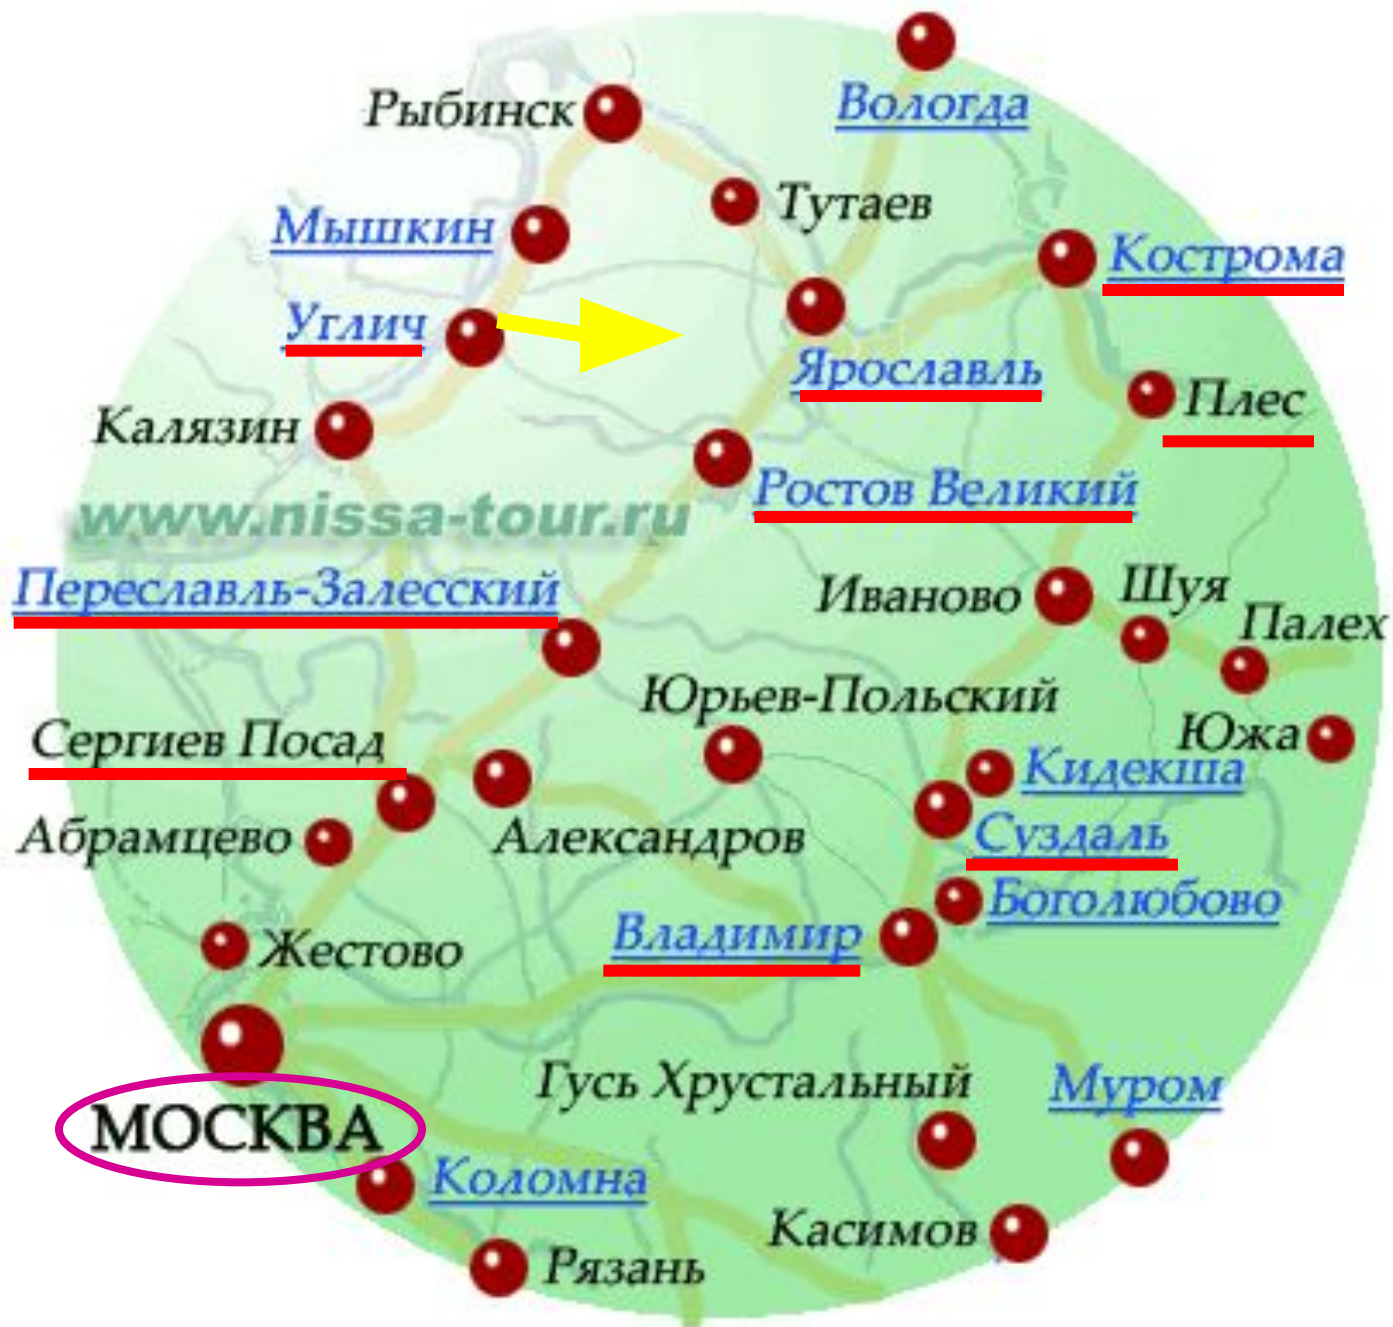 Рыбинск
Вологда
Тутаев
Мышкин
Кострома
Углич
Ярославль
Плес
Калязин
Ростов Великий
www.nissa-tour.ru
Переславль-Залесский
Иваново
Шуя
Палех
Юрьев-Польский
Сергиев Посад
Южа
Кидекша
Абрамцево
Александров
Суздаль
Боголюбово
Владимир
Жестово
Гусь Хрустальный
Муром
МОСКВА
Коломна
Касимов
Рязань